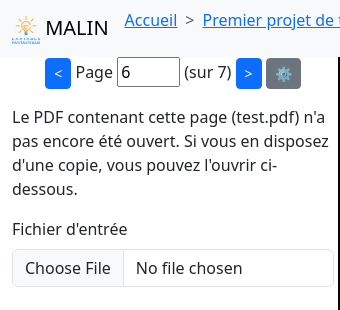 MALIN
Accueil > Premier projet de
< Page 6 (sur 7) > ⚙️
Le PDF contenant cette page (test.pdf) n'a
pas encore été ouvert. Si vous en disposez
d'une copie, vous pouvez l'ouvrir ci-
dessous.
Fichier d'entrée
Choose File No file chosen